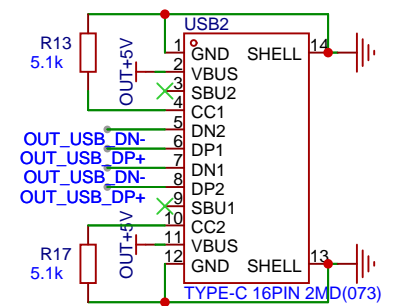 USB2
R13
5.1k
OUT+5V
1 GND SHELL 14
2 VBUS
3 SBU2
4 CC1
5 DN2
OUT_USB_DN-
6 DP1
OUT_USB_DP+
7 DN1
OUT_USB_DN-
8 DP2
OUT_USB_DP+
9 SBU1
10 CC2
OUT+5V
11 VBUS
R17
5.1k
12 GND SHELL 13
TYPE-C 16PIN 2MD(073)